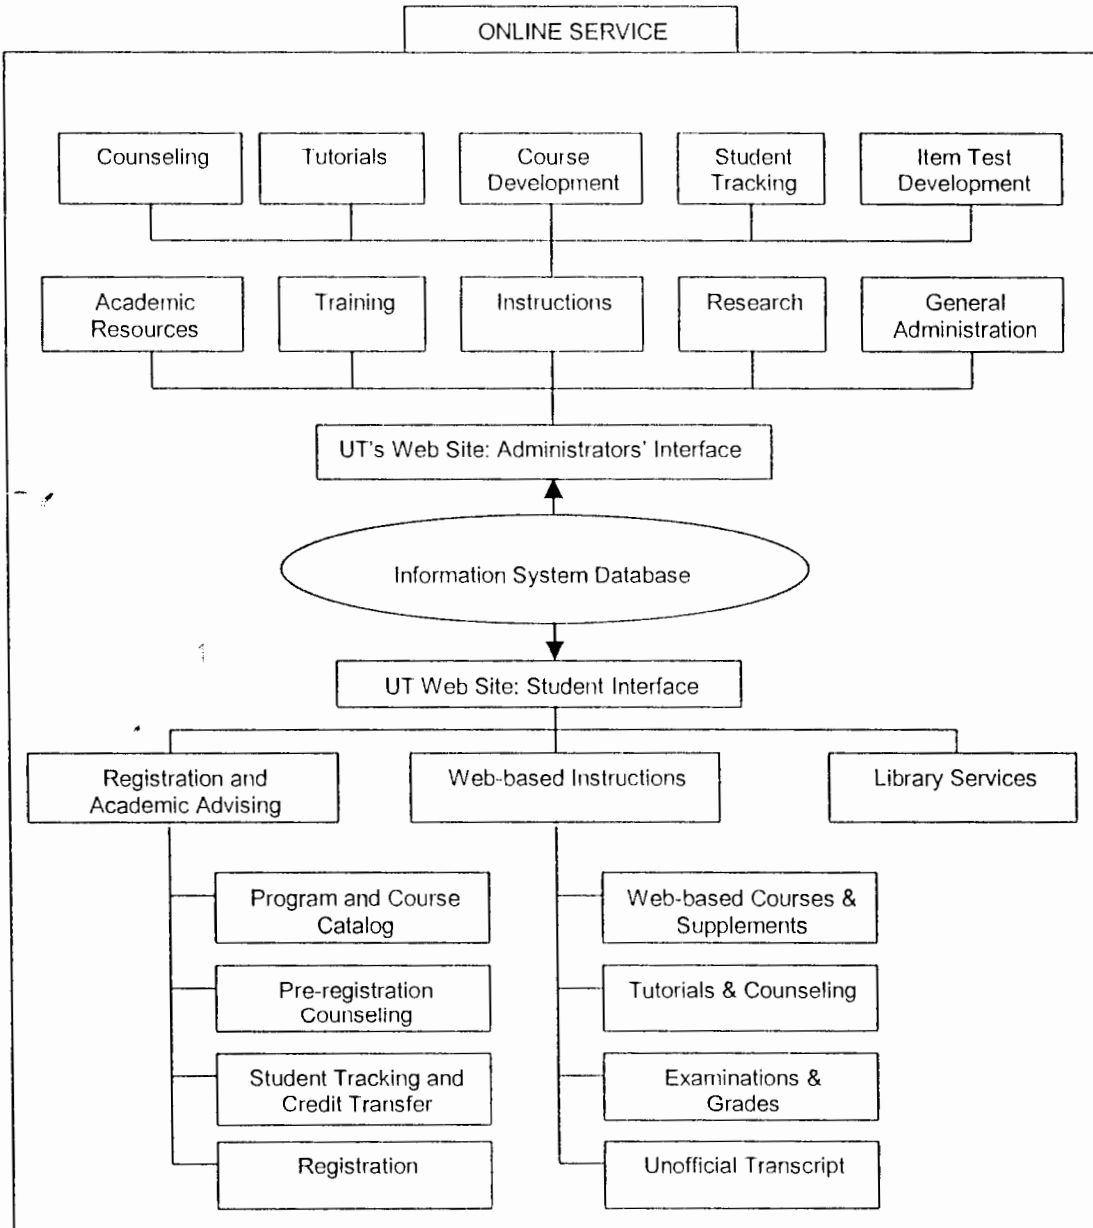 ONLINE SERVICE
Counseling
Tutorials
Course
Development
Student
Tracking
Item Test
Development
Academic
Resources
Training
Instructions
Research
General
Administration
UT's Web Site: Administrators' Interface
Information System Database
UT Web Site: Student Interface
Registration and
Academic Advising
Web-based Instructions
Library Services
Program and Course
Catalog
Pre-registration
Counseling
Student Tracking and
Credit Transfer
Registration
Web-based Courses &
Supplements
Tutorials & Counseling
Examinations &
Grades
Unofficial Transcript